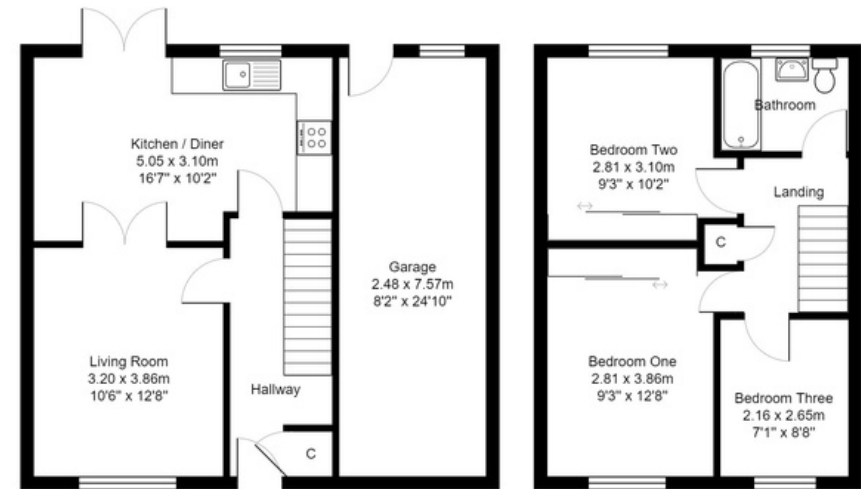 Kitchen / Diner
5.05 x 3.10m
16'7" x 10'2"
Living Room
3.20 x 3.86m
10'6" x 12'8"
Hallway
C
Garage
2.48 x 7.57m
8'2" x 24'10"
Bedroom Two
2.81 x 3.10m
9'3" x 10'2"
Bathroom
Landing
C
Bedroom One
2.81 x 3.86m
9'3" x 12'8"
Bedroom Three
2.16 x 2.65m
7'1" x 8'8"